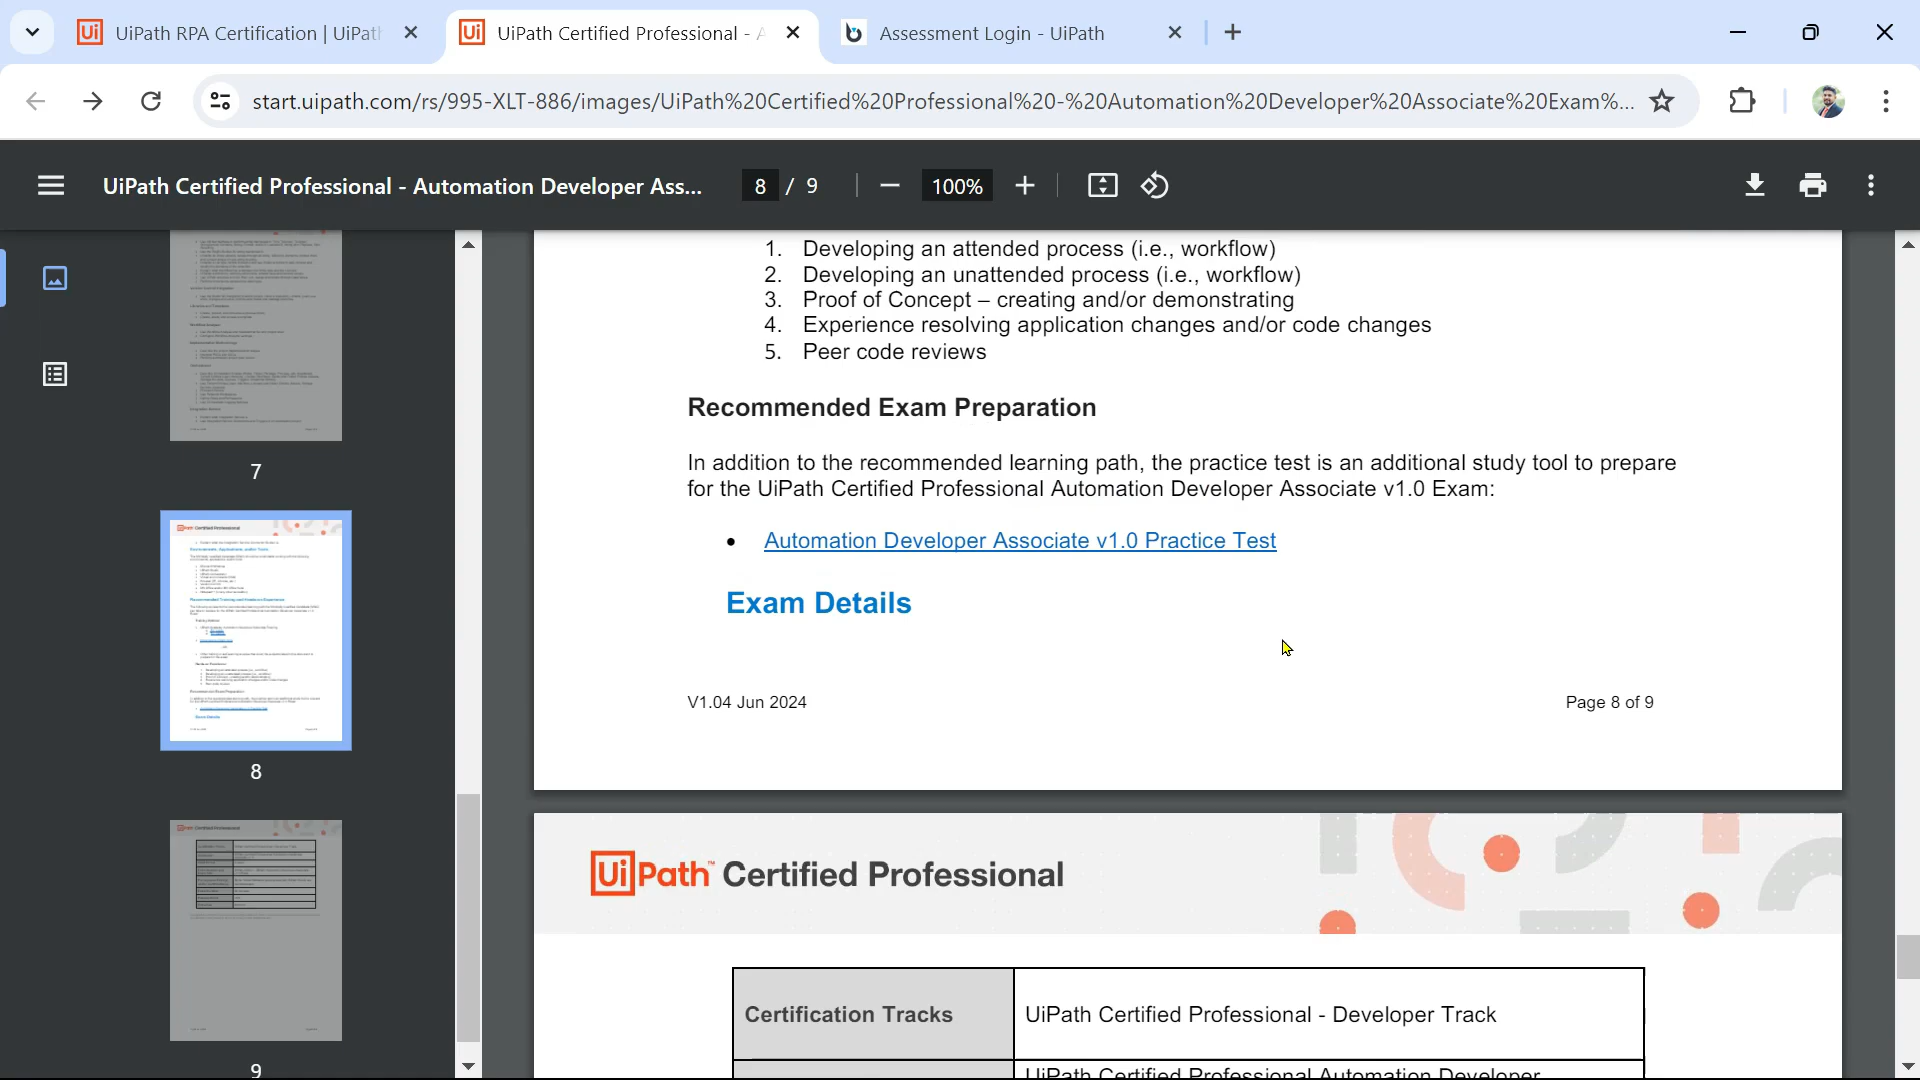 UiPath RPA Certification | UiPat
UiPath Certified Professional - A
Assessment Login - UiPath
start.uipath.com/rs/995-XLT-886/images/UiPath%20Certified%20Professional%20-%20Automation%20Developer%20Associate%20Exam%...
UiPath Certified Professional - Automation Developer Ass...
8 / 9
100%
1. Developing an attended process (i.e., workflow)
2. Developing an unattended process (i.e., workflow)
3. Proof of Concept – creating and/or demonstrating
4. Experience resolving application changes and/or code changes
5. Peer code reviews
Recommended Exam Preparation
In addition to the recommended learning path, the practice test is an additional study tool to prepare
for the UiPath Certified Professional Automation Developer Associate v1.0 Exam:
• Automation Developer Associate v1.0 Practice Test
Exam Details
V1.04 Jun 2024
Page 8 of 9
UiPath™ Certified Professional
Certification Tracks
UiPath Certified Professional - Developer Track
UiPath Certified Professional Automation Developer
7
8
9